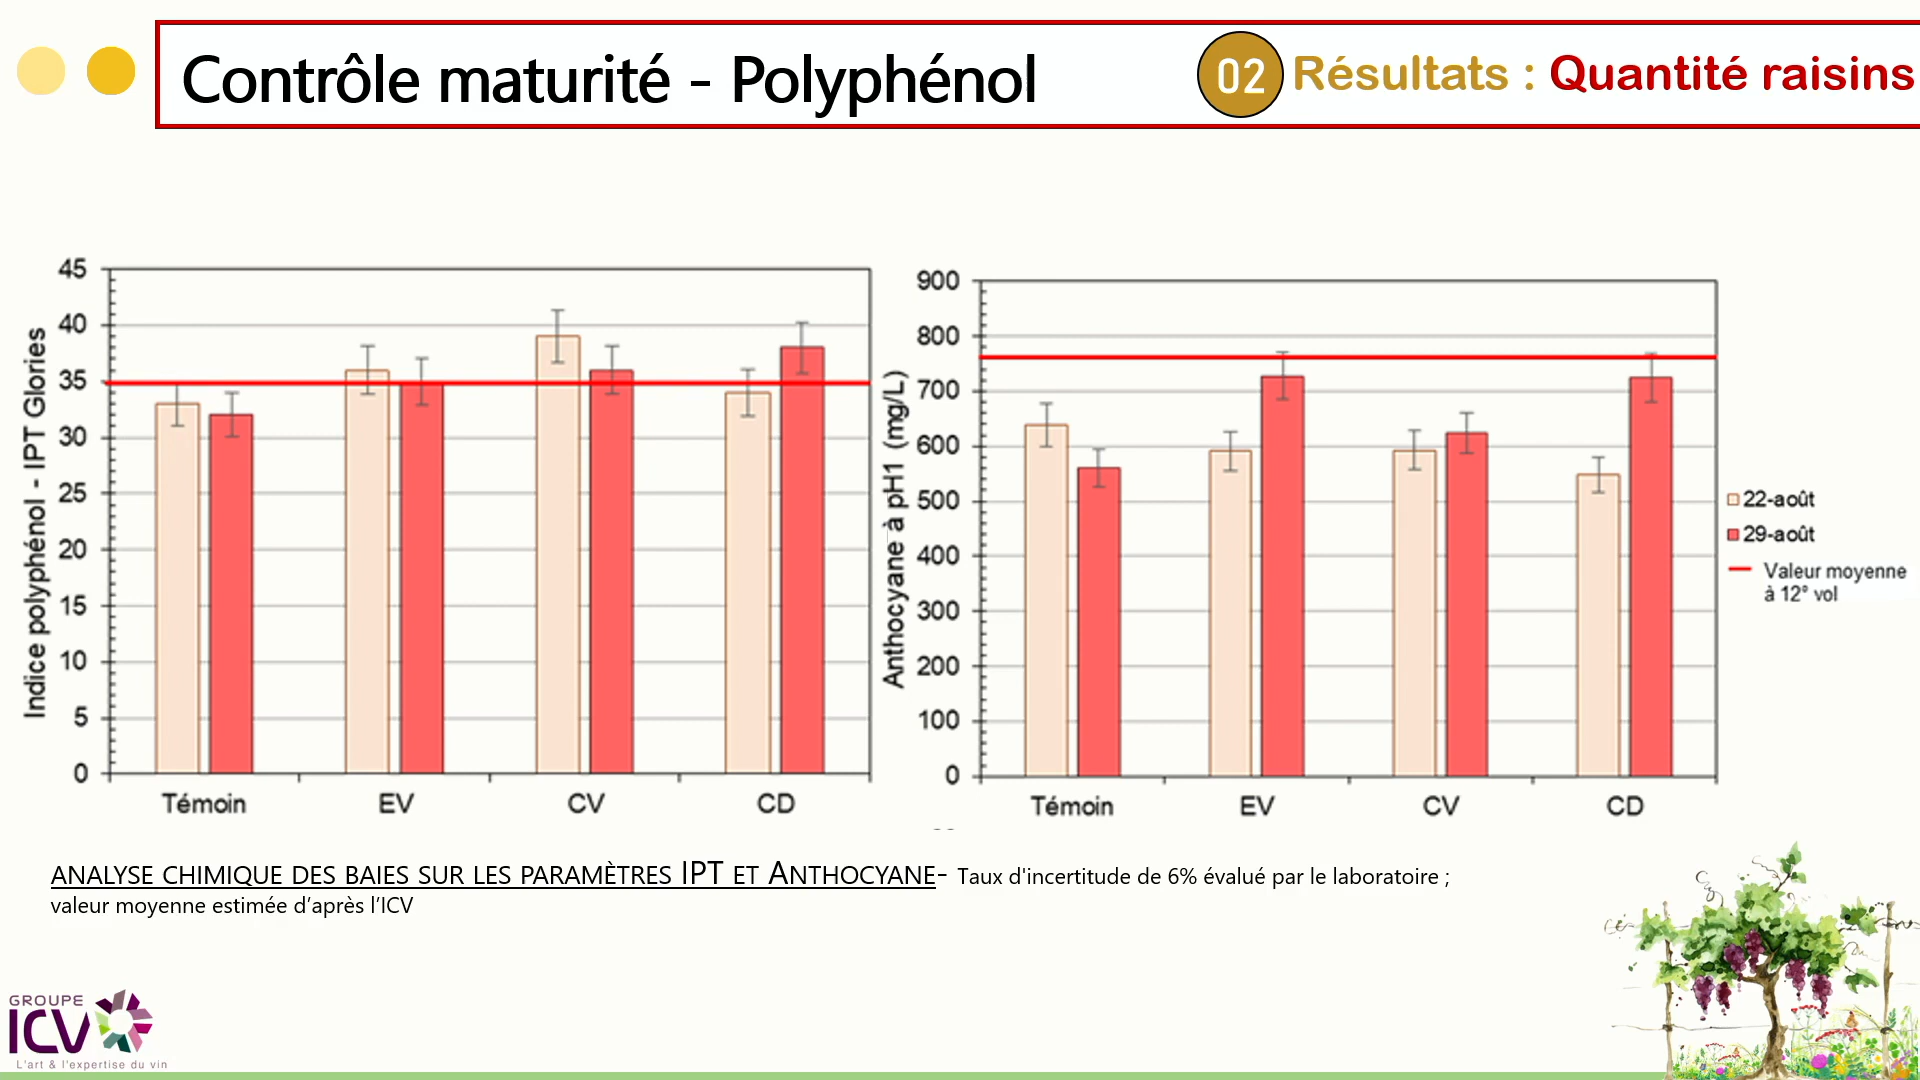 Contrôle maturité - Polyphénol
02 Résultats : Quantité raisins
Indice polyphénol - IPT Glories
45
40
35
30
25
20
15
10
5
0
Témoin EV CV CD
Anthocyane à pH1 (mg/L)
900
800
700
600
500
400
300
200
100
0
Témoin EV CV CD
22-août
29-août
Valeur moyenne
à 12° vol
ANALYSE CHIMIQUE DES BAIES SUR LES PARAMÈTRES IPT ET ANTHOCYANE- Taux d'incertitude de 6% évalué par le laboratoire ;
valeur moyenne estimée d’après l’ICV
GROUPE
ICV
L'art & l'expertise du vin